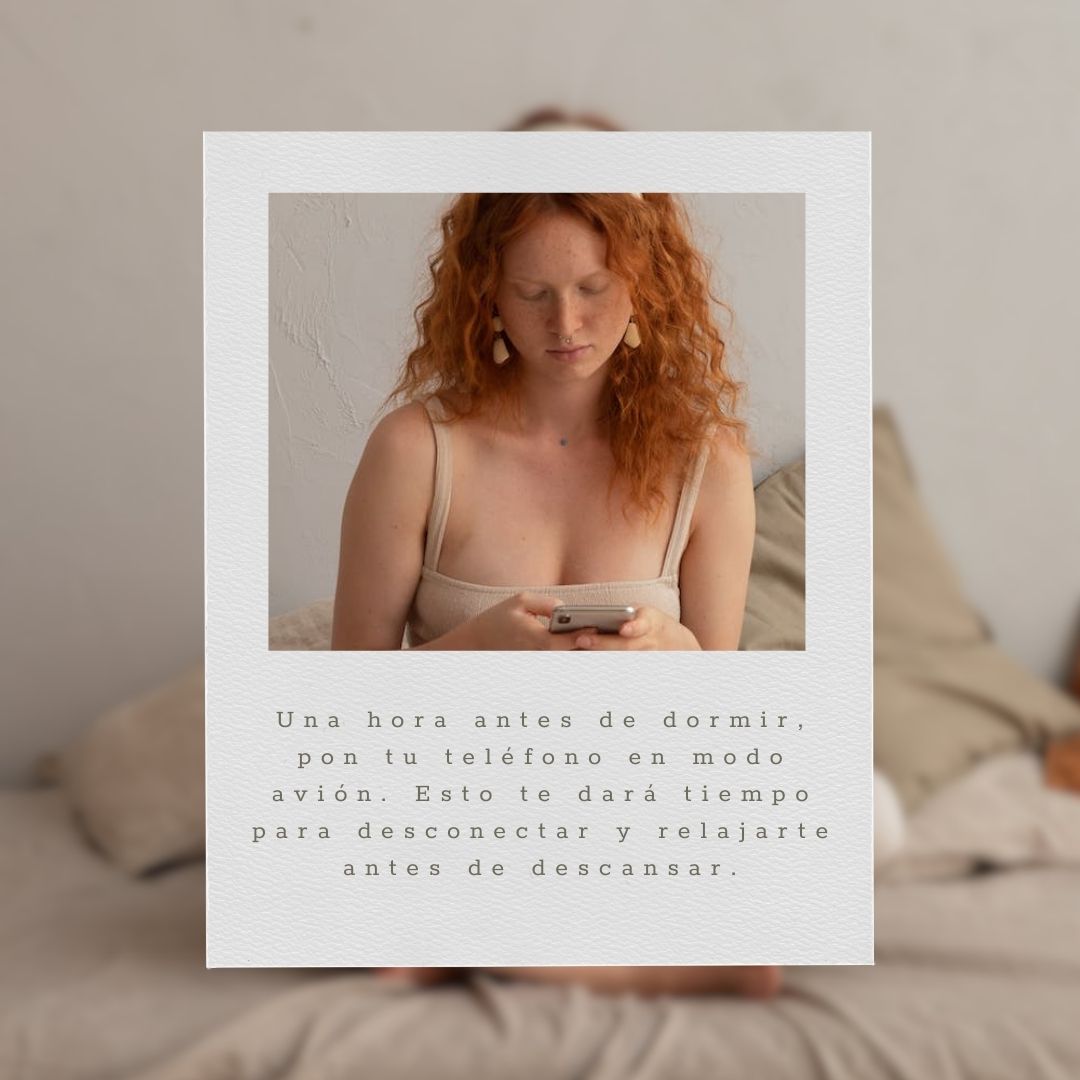 Una hora antes de dormir,
pon tu teléfono en modo
avión. Esto te dará tiempo
para desconectar y relajarte
antes de descansar.